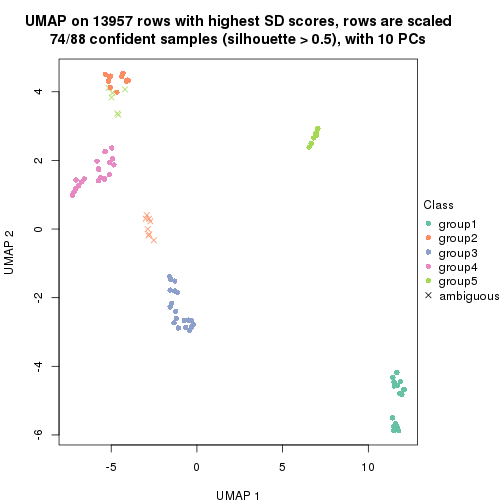 UMAP on 13957 rows with highest SD scores, rows are scaled
74/88 confident samples (silhouette > 0.5), with 10 PCs
4
2
0
-2
-4
-6
UMAP 2
-5
0
5
10
UMAP 1
Class
group1
group2
group3
group4
group5
ambiguous